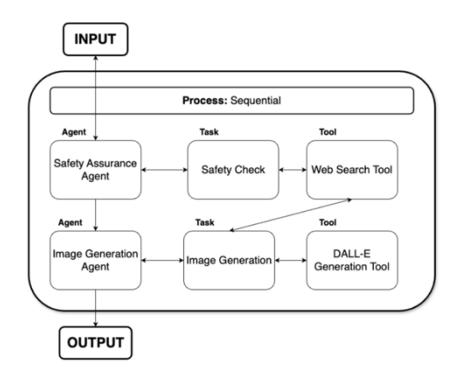 INPUT
Process: Sequential
Agent
Task
Tool
Safety Assurance
Agent
Safety Check
Web Search Tool
Agent
Task
Tool
Image Generation
Agent
Image Generation
DALL-E
Generation Tool
OUTPUT